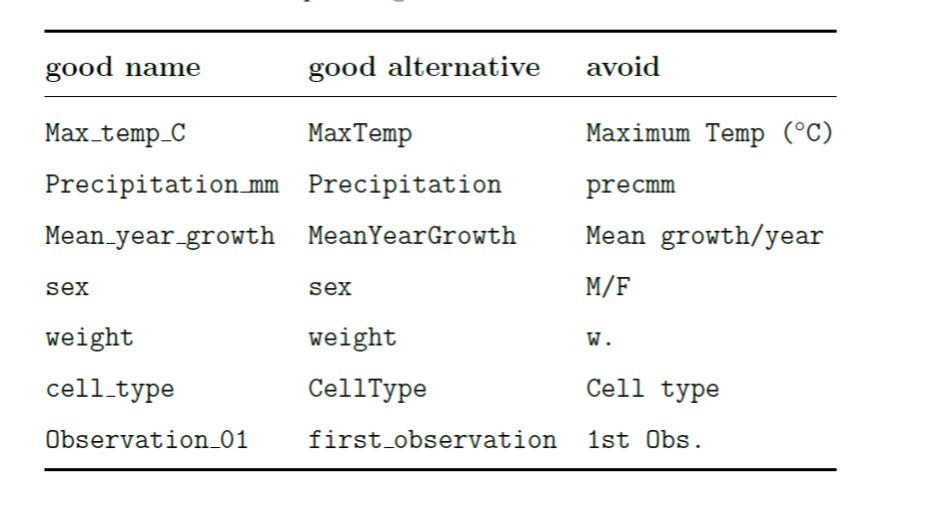 good name good alternative avoid
Max_temp_C MaxTemp Maximum Temp (°C)
Precipitation_mm Precipitation precmm
Mean_year_growth MeanYearGrowth Mean growth/year
sex sex M/F
weight weight w.
cell_type CellType Cell type
Observation_01 first_observation 1st Obs.